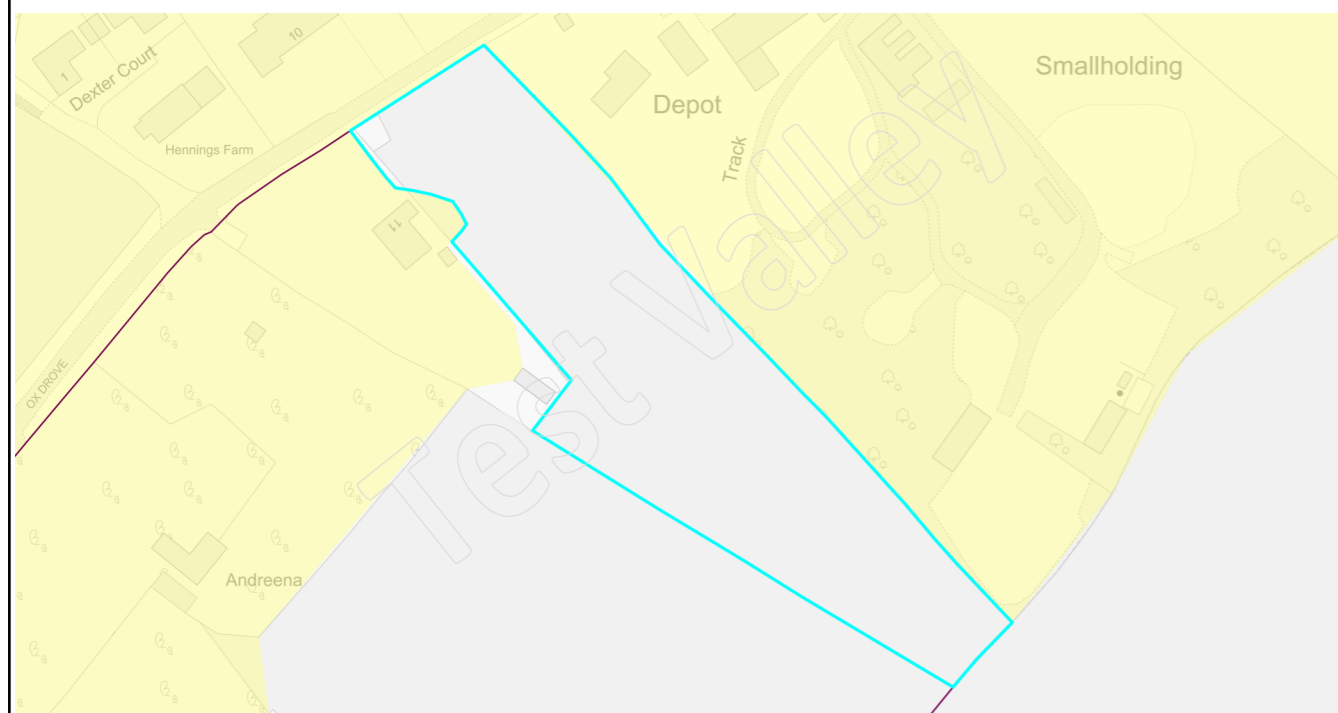 10
Dexter Court
1
Smallholding
Depot
Hennings Farm
Track
11
OX DROVE
Andreena
Test Valley